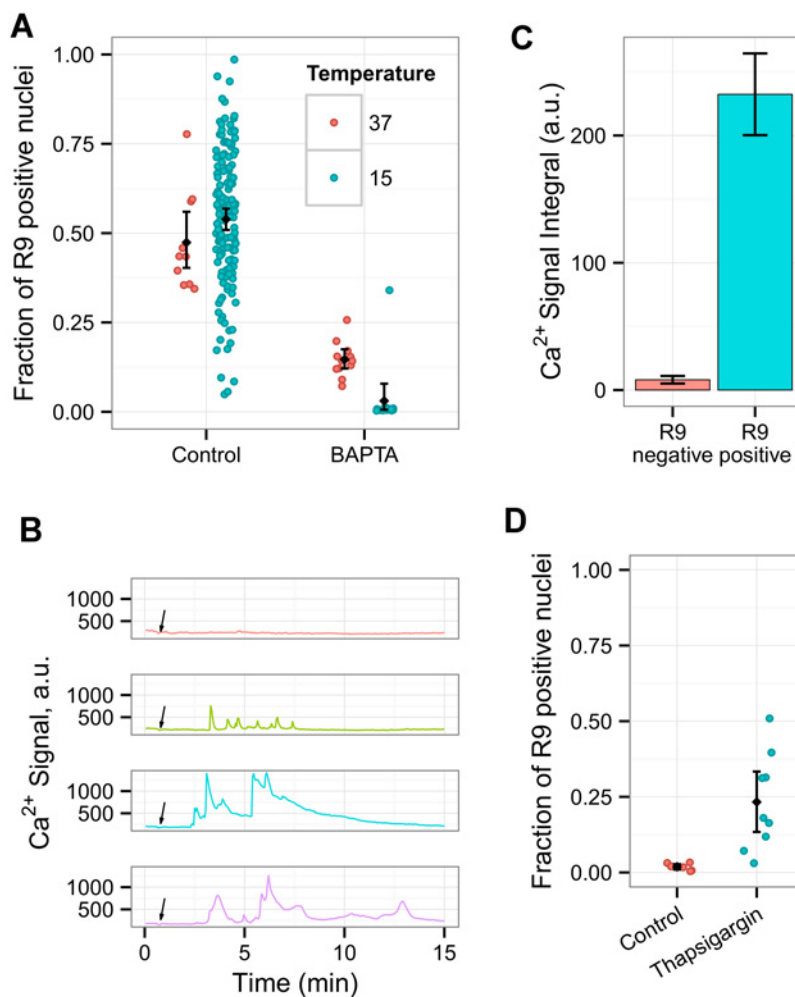 A
Fraction of R9 positive nuclei
1.00
0.75
0.50
0.25
0.00
Control
BAPTA
Temperature
37
15
B
Ca2+ Signal, a.u.
1000
500
1000
500
1000
500
1000
500
0
5
10
15
Time (min)
C
Ca2+ Signal Integral (a.u.)
200
100
0
R9 negative
R9 positive
D
Fraction of R9 positive nuclei
1.00
0.75
0.50
0.25
0.00
Control
Thapsigargin